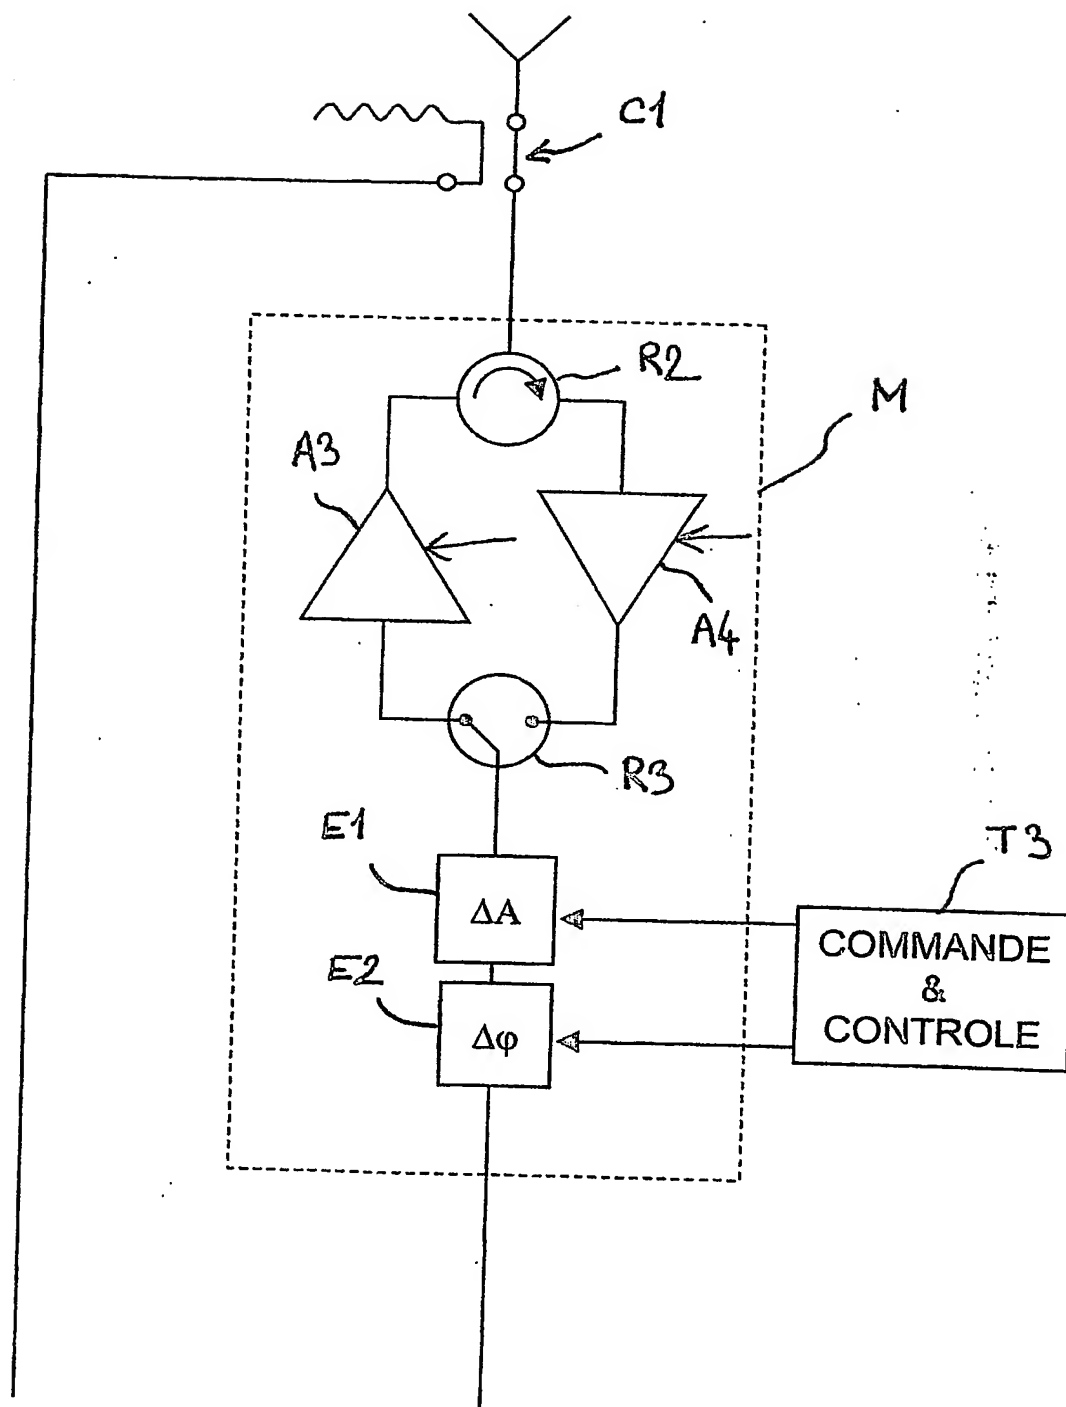 C1
R2
M
A3
A4
R3
E1
T3
ΔA
COMMANDE
&
CONTROLE
E2
Δφ